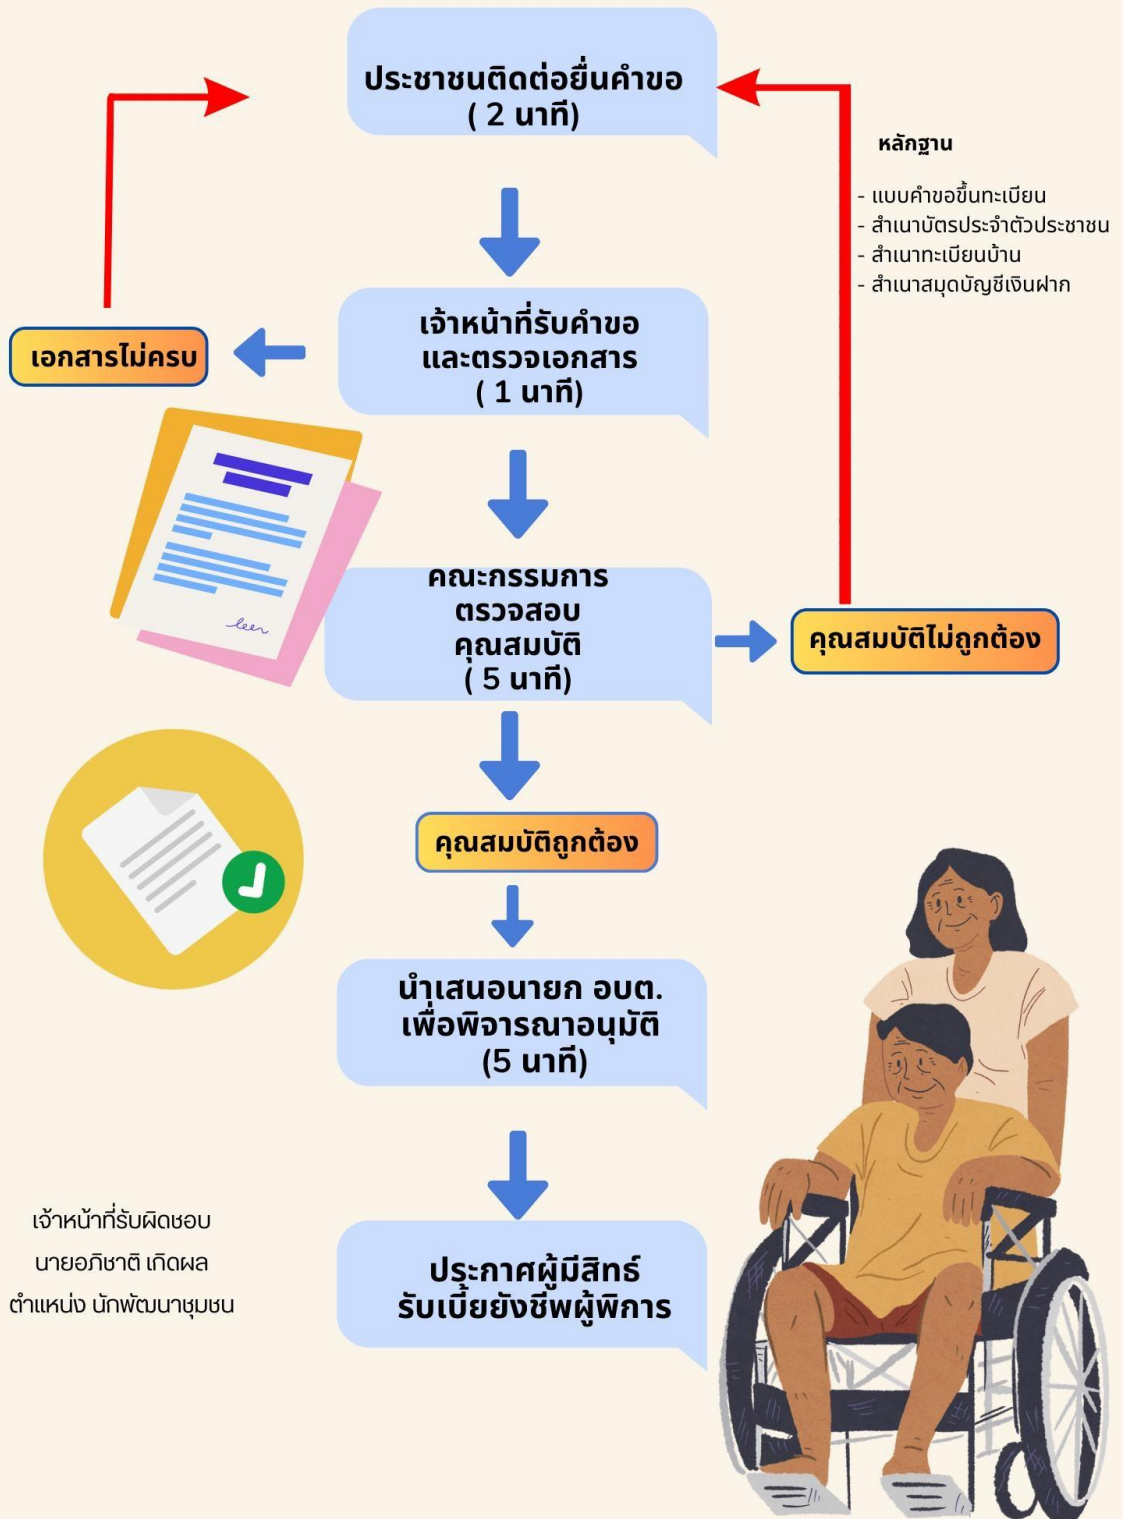 ประชาชนติดต่อยื่นคำขอ
( 2 นาที)
หลักฐาน
- แบบคำขอขึ้นทะเบียน
- สำเนาบัตรประจำตัวประชาชน
- สำเนาทะเบียนบ้าน
- สำเนาสมุดบัญชีเงินฝาก
เจ้าหน้าที่รับคำขอ
และตรวจเอกสาร
( 1 นาที)
เอกสารไม่ครบ
คณะกรรมการ
ตรวจสอบ
คุณสมบัติ
( 5 นาที)
คุณสมบัติไม่ถูกต้อง
คุณสมบัติถูกต้อง
นำเสนอนายก อบต.
เพื่อพิจารณาอนุมัติ
(5 นาที)
ประกาศผู้มีสิทธ์
รับเบี้ยยังชีพผู้พิการ
เจ้าหน้าที่รับผิดชอบ
นายอภิชาติ เกิดผล
ตำแหน่ง นักพัฒนาชุมชน